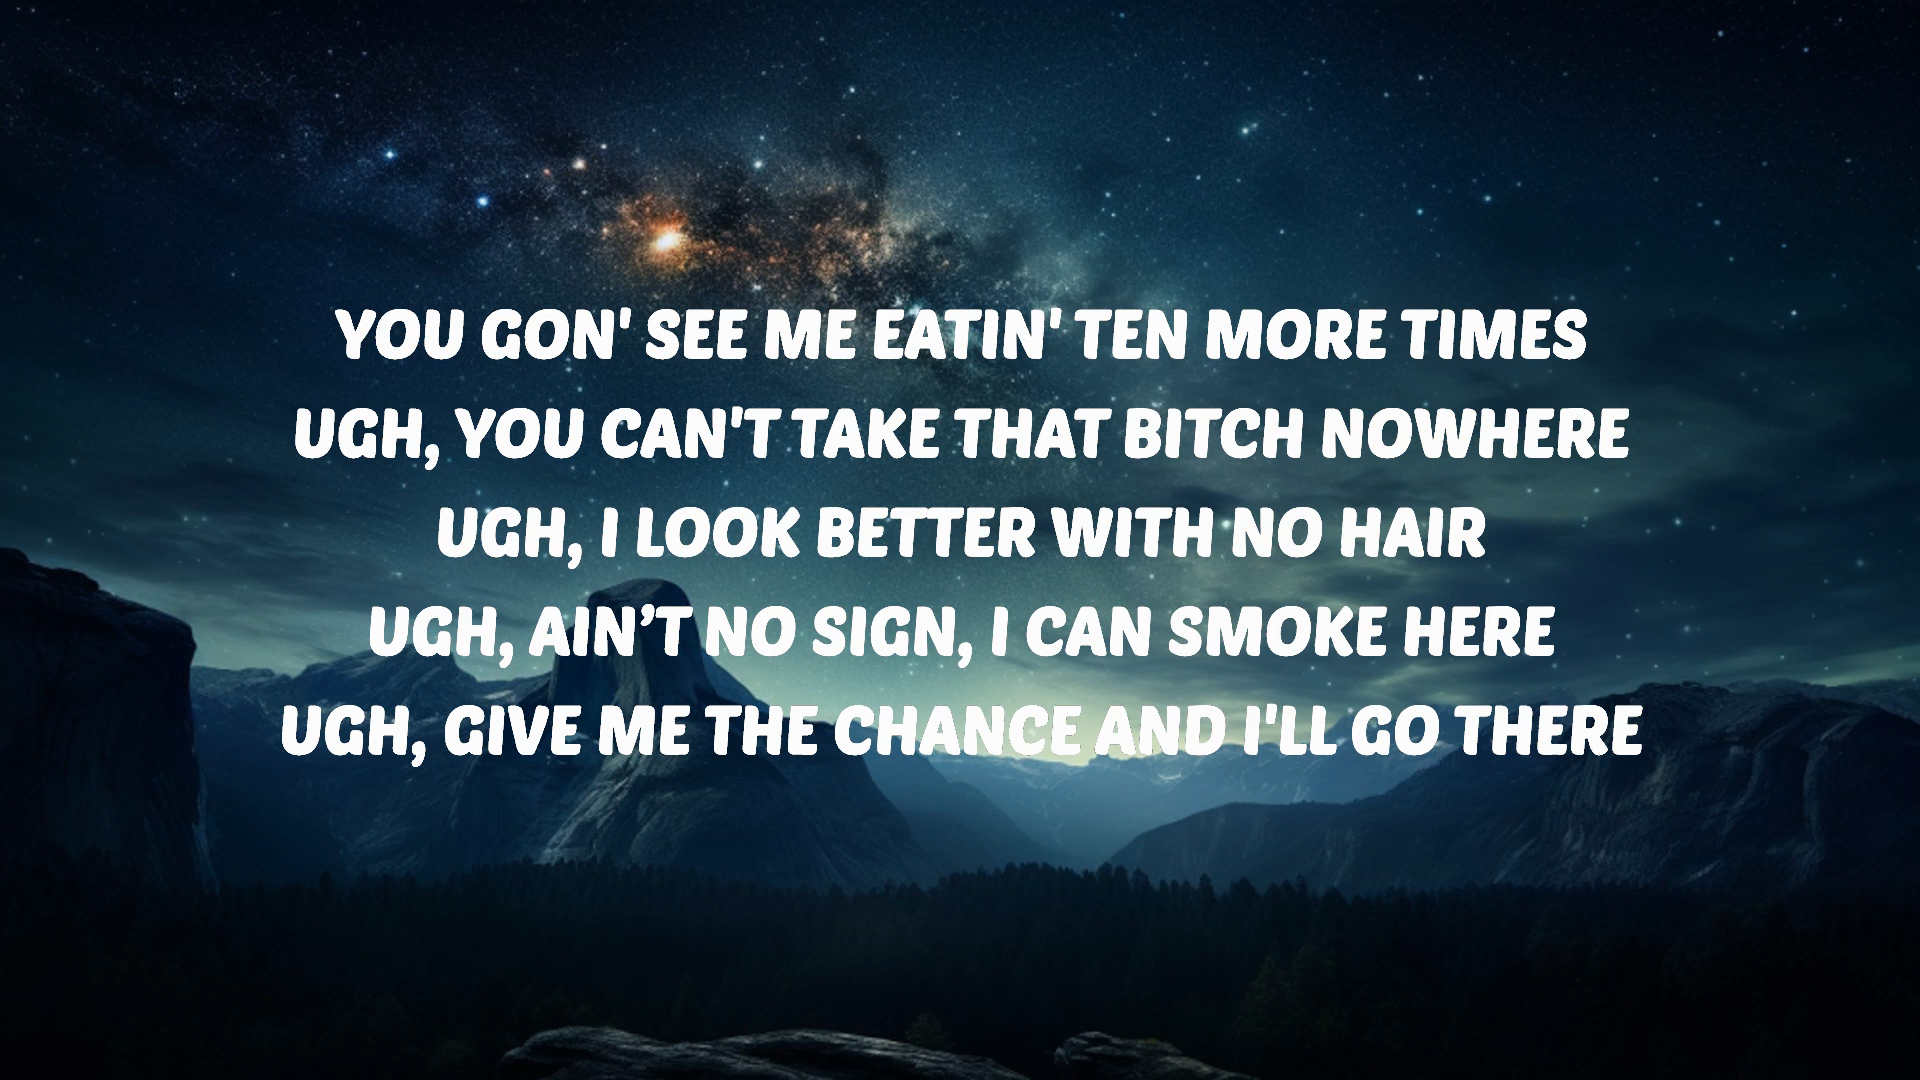 YOU GON' SEE ME EATIN' TEN MORE TIMES
UGH, YOU CAN'T TAKE THAT BITCH NOWHERE
UGH, I LOOK BETTER WITH NO HAIR
UGH, AIN’T NO SIGN, I CAN SMOKE HERE
UGH, GIVE ME THE CHANCE AND I'LL GO THERE